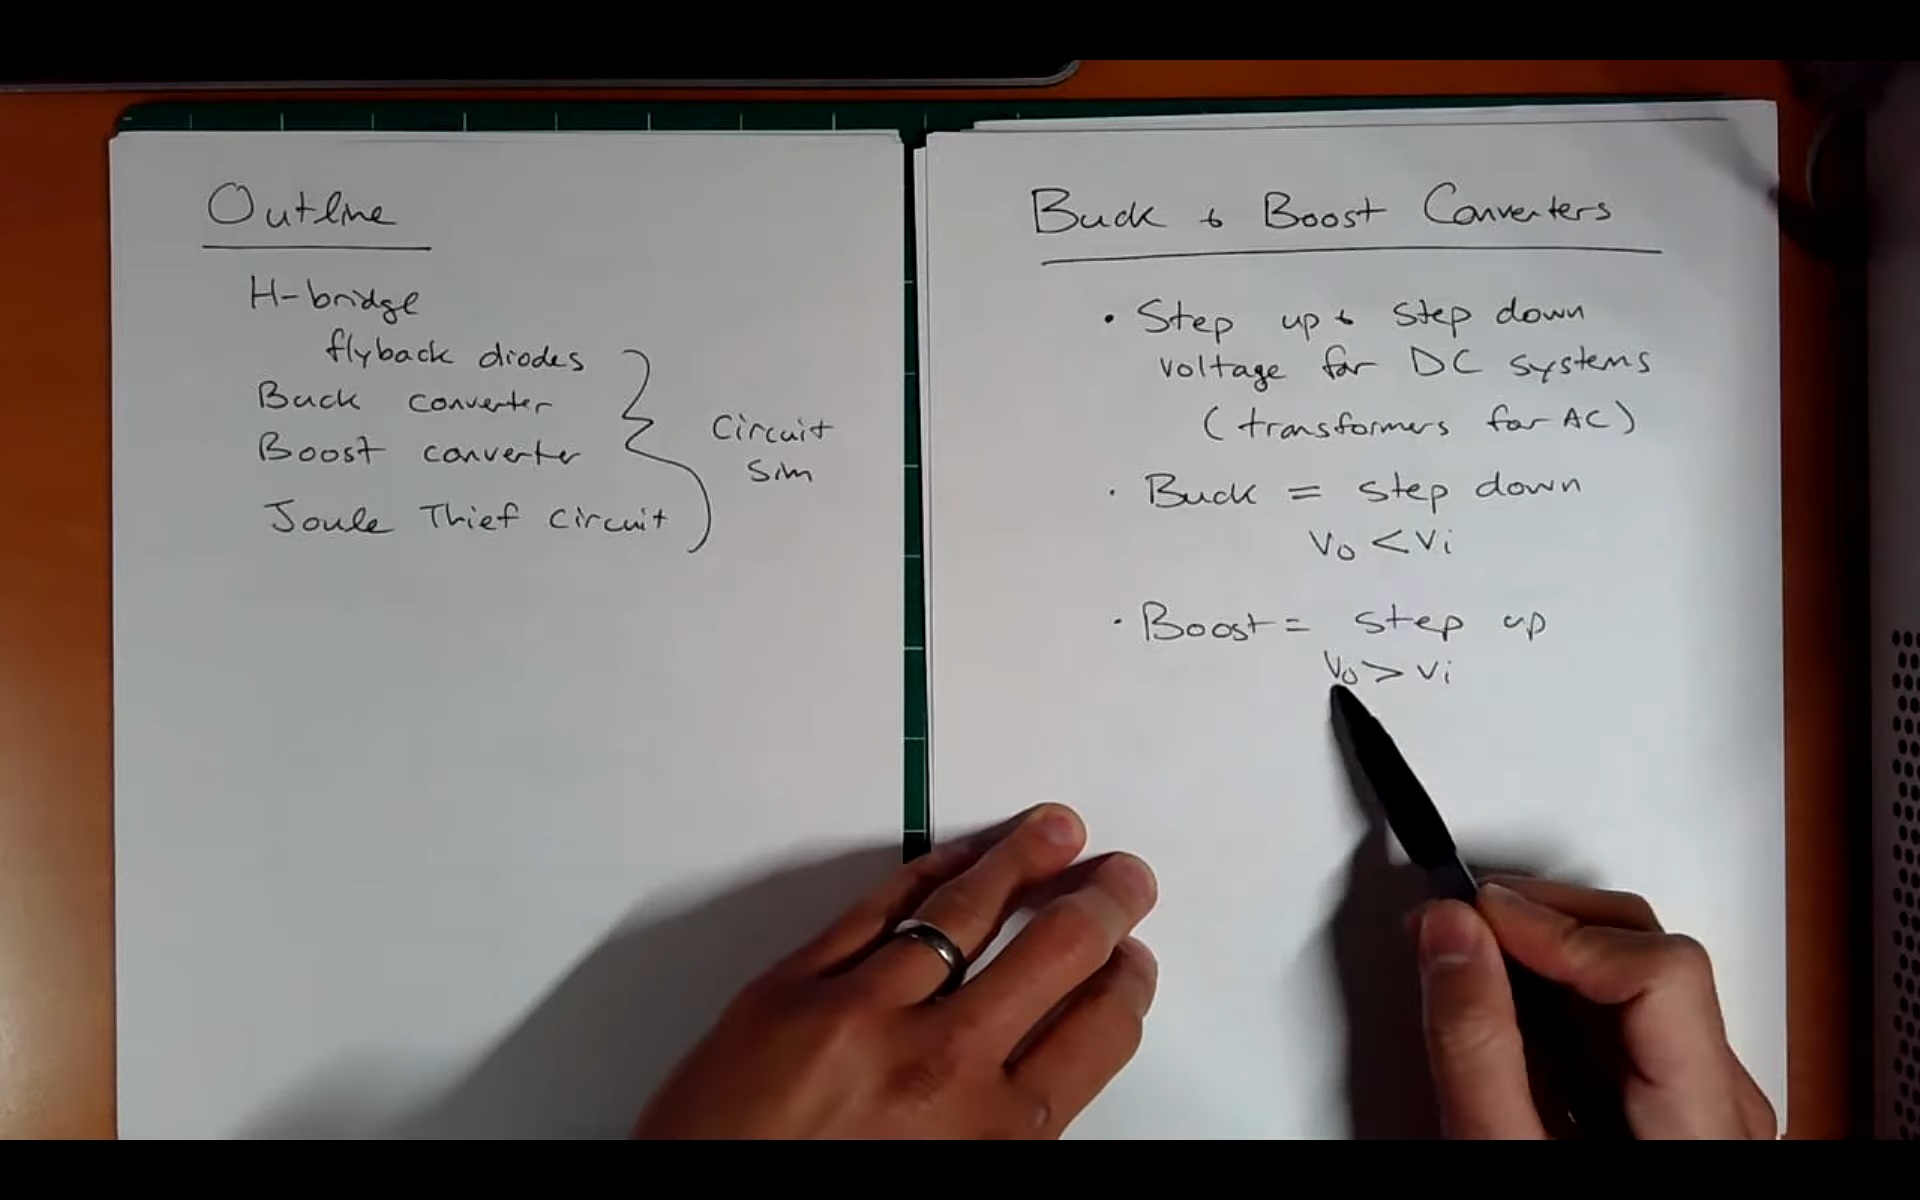 Outline
H-bridge
flyback diodes
Buck converter
Boost converter
Joule Thief circuit
Circuit
Sim
Buck & Boost Converters
• Step up & step down
voltage for DC systems
(transformers for AC)
• Buck = step down
Vo < Vi
• Boost = step up
Vo > Vi